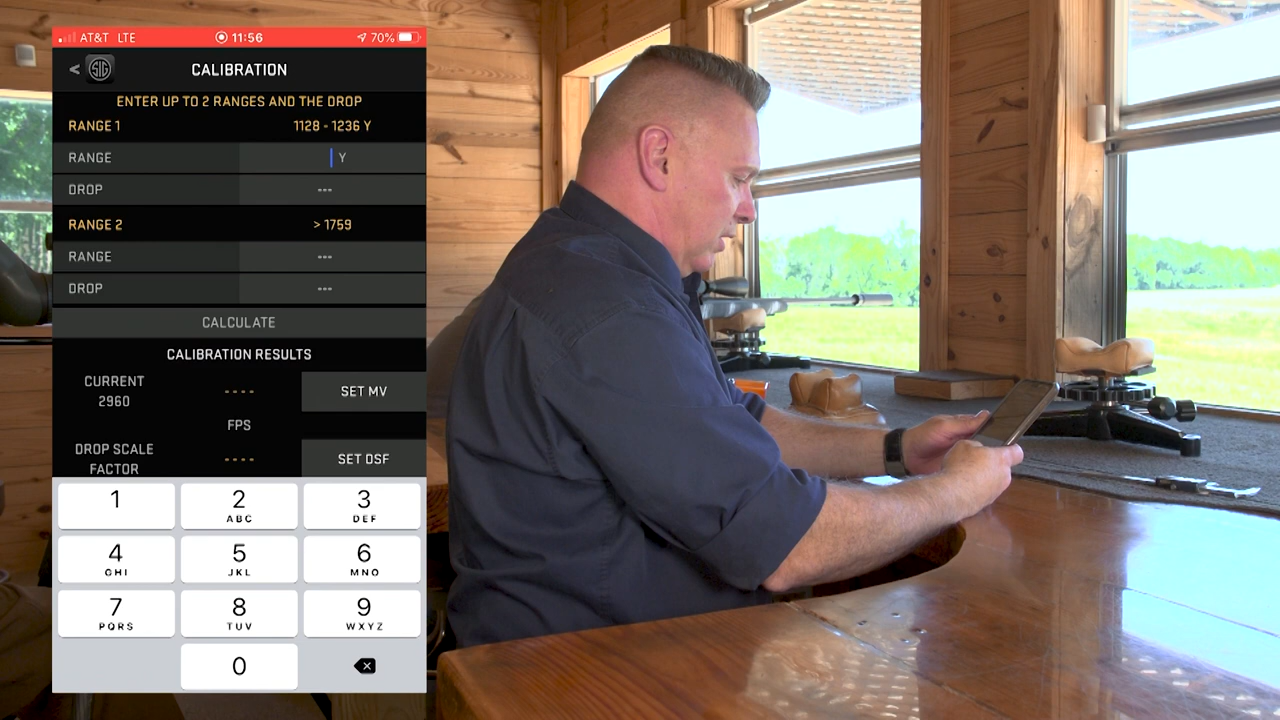 AT&T LTE 11:56 70%
< SIG CALIBRATION
ENTER UP TO 2 RANGES AND THE DROP
RANGE 1 1128 - 1236 Y
RANGE Y
DROP ---
RANGE 2 > 1759
RANGE ---
DROP ---
CALCULATE
CALIBRATION RESULTS
CURRENT
2960
---- SET MV
FPS
DROP SCALE
FACTOR
---- SET DSF
1 2 3
ABC DEF
4 5 6
GHI JKL MNO
7 8 9
PQRS TUV WXYZ
0